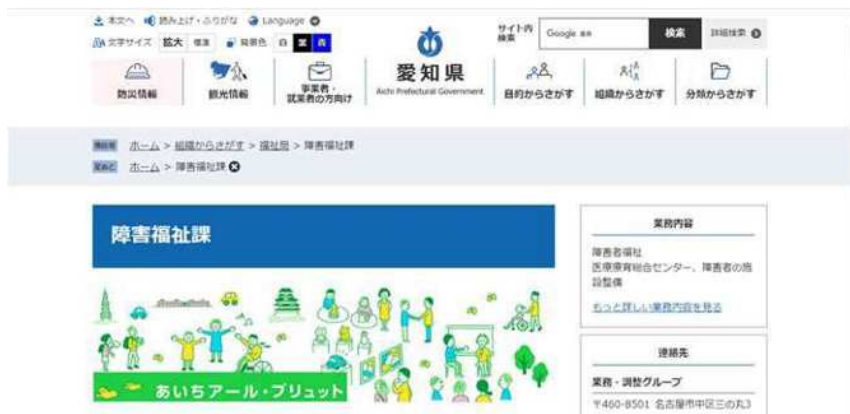 本文へ 読み上げ・ふりがな Language
文字サイズ 拡大 標準 背景色 白 黒 青
サイト内検索 Google 検索 詳細検索
愛知県
Aichi Prefectural Government
防災情報 観光情報 事業者・就業者の方向け 目的からさがす 組織からさがす 分類からさがす
現在地 ホーム > 組織からさがす > 福祉局 > 障害福祉課
足あと ホーム > 障害福祉課
障害福祉課
あいちアール・ブリュット
業務内容
障害者福祉
医療療育総合センター、障害者の施
設整備
もっと詳しい業務内容を見る
連絡先
業務・調整グループ
〒460-8501 名古屋市中区三の丸3